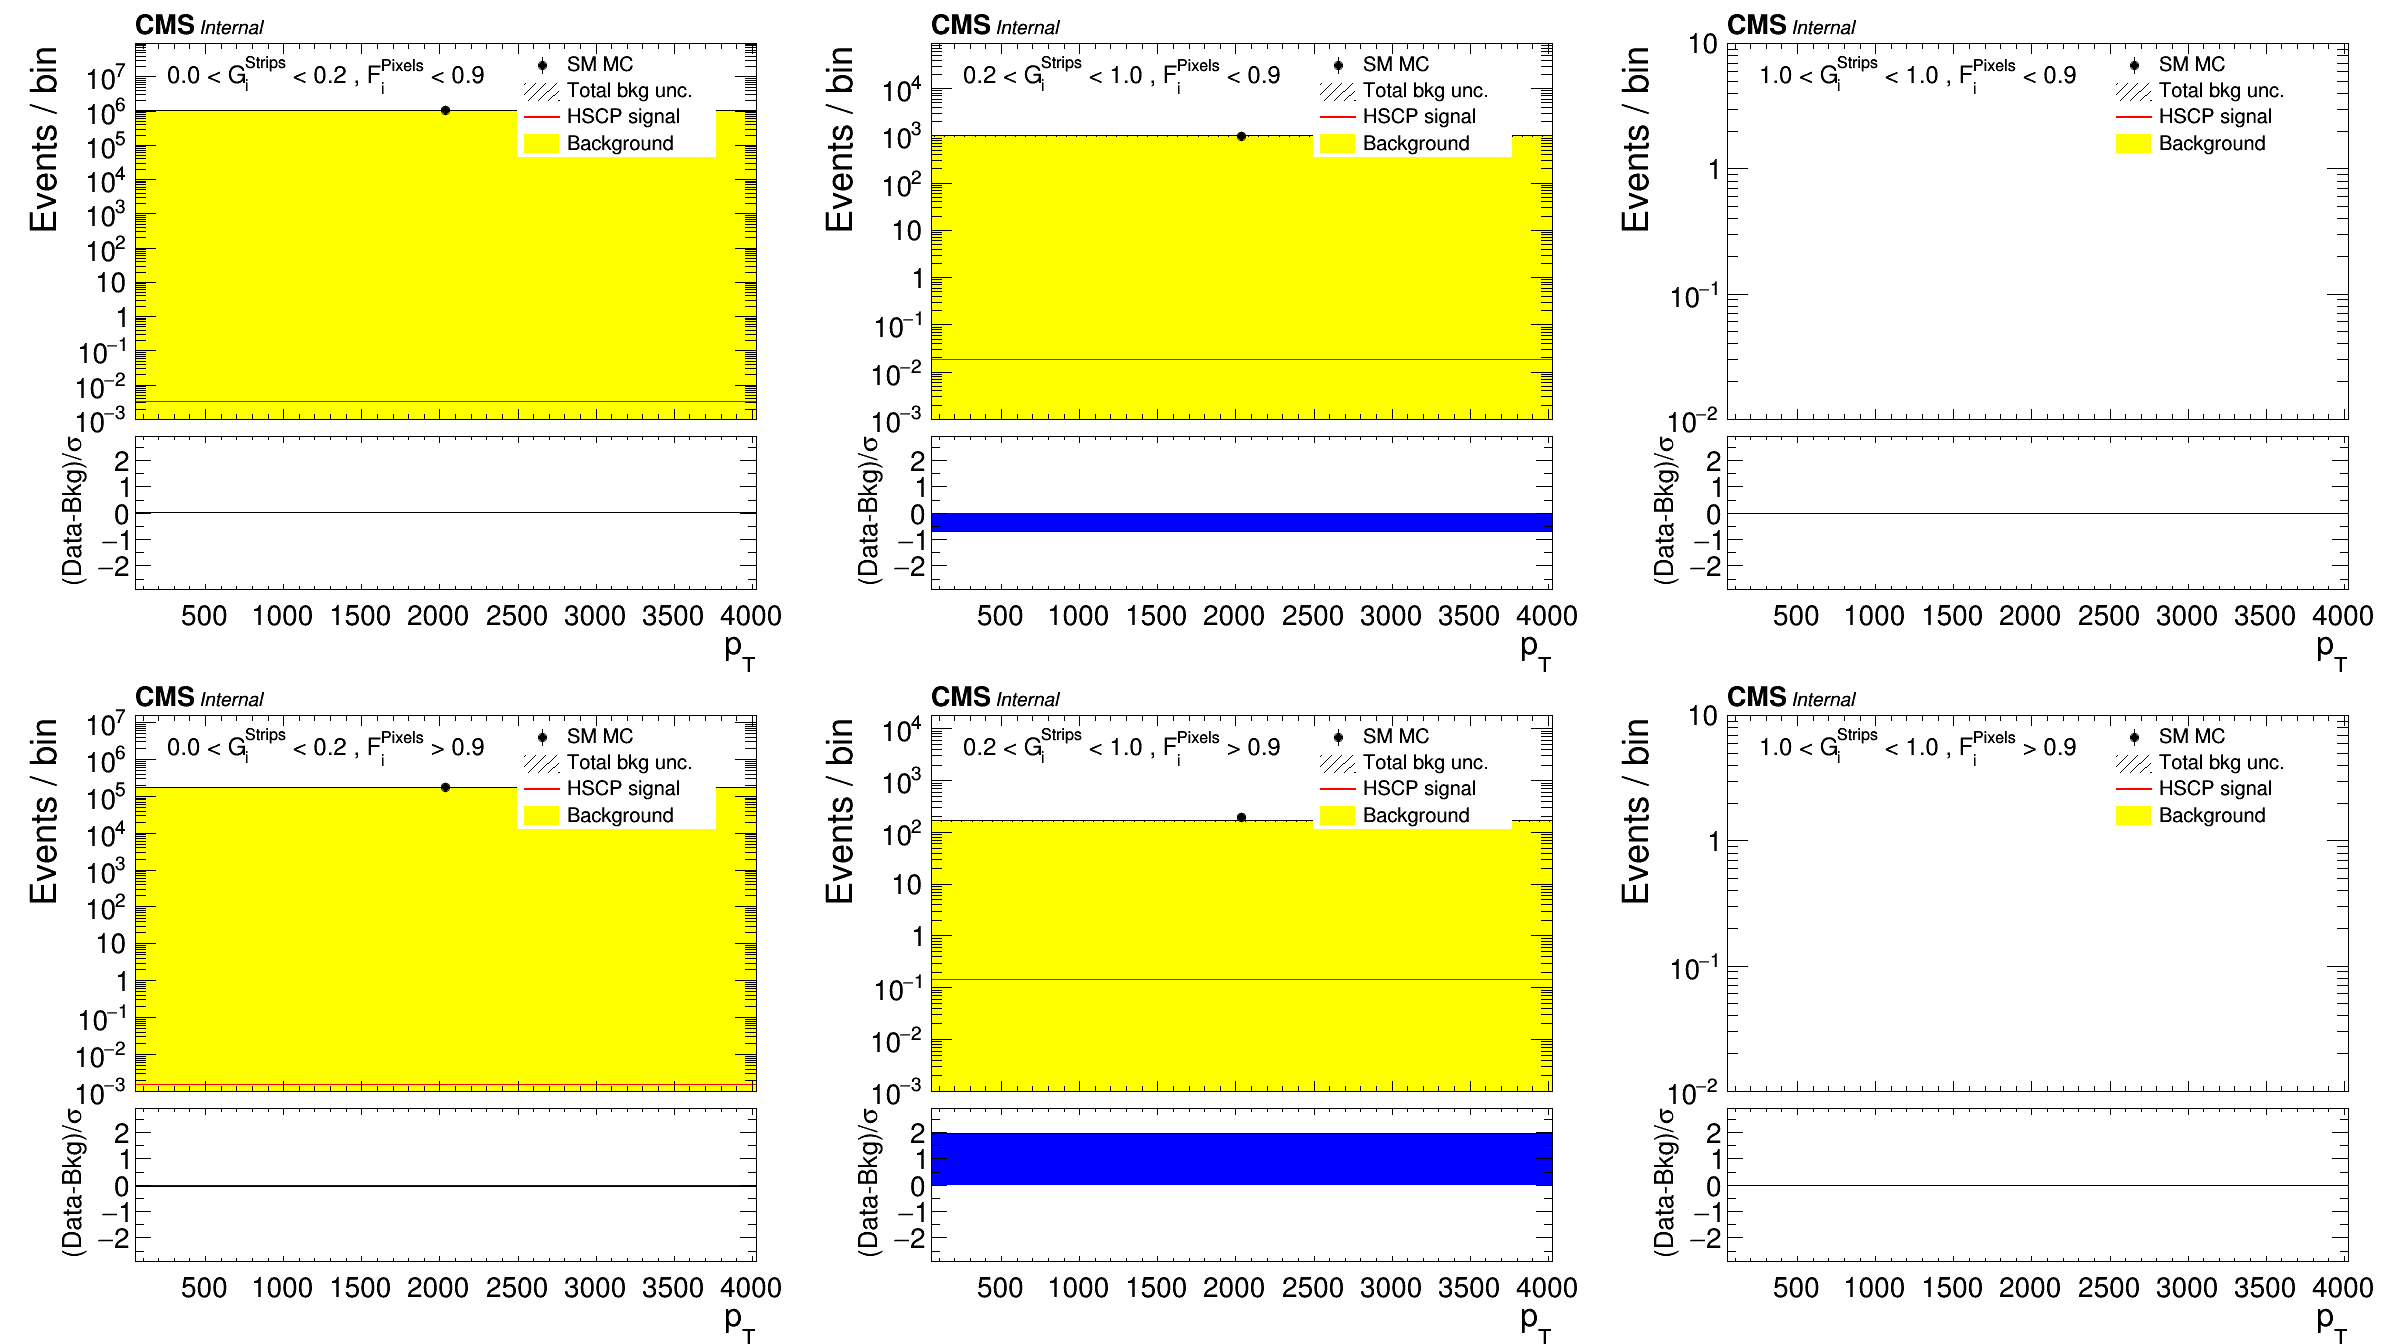 CMS Internal
Events / bin
0.0 < G_i^Strips < 0.2 , F_i^Pixels < 0.9
SM MC
Total bkg unc.
HSCP signal
Background
10^7
10^6
10^5
10^4
10^3
10^2
10
1
10^−1
10^−2
10^−3
(Data-Bkg)/σ
2
1
0
−1
−2
500 1000 1500 2000 2500 3000 3500 4000
p_T
CMS Internal
Events / bin
0.2 < G_i^Strips < 1.0 , F_i^Pixels < 0.9
SM MC
Total bkg unc.
HSCP signal
Background
10^4
10^3
10^2
10
1
10^−1
10^−2
10^−3
(Data-Bkg)/σ
2
1
0
−1
−2
500 1000 1500 2000 2500 3000 3500 4000
p_T
CMS Internal
Events / bin
1.0 < G_i^Strips < 1.0 , F_i^Pixels < 0.9
SM MC
Total bkg unc.
HSCP signal
Background
10
1
10^−1
10^−2
(Data-Bkg)/σ
2
1
0
−1
−2
500 1000 1500 2000 2500 3000 3500 4000
p_T
CMS Internal
Events / bin
0.0 < G_i^Strips < 0.2 , F_i^Pixels > 0.9
SM MC
Total bkg unc.
HSCP signal
Background
10^7
10^6
10^5
10^4
10^3
10^2
10
1
10^−1
10^−2
10^−3
(Data-Bkg)/σ
2
1
0
−1
−2
500 1000 1500 2000 2500 3000 3500 4000
p_T
CMS Internal
Events / bin
0.2 < G_i^Strips < 1.0 , F_i^Pixels > 0.9
SM MC
Total bkg unc.
HSCP signal
Background
10^4
10^3
10^2
10
1
10^−1
10^−2
10^−3
(Data-Bkg)/σ
2
1
0
−1
−2
500 1000 1500 2000 2500 3000 3500 4000
p_T
CMS Internal
Events / bin
1.0 < G_i^Strips < 1.0 , F_i^Pixels > 0.9
SM MC
Total bkg unc.
HSCP signal
Background
10
1
10^−1
10^−2
(Data-Bkg)/σ
2
1
0
−1
−2
500 1000 1500 2000 2500 3000 3500 4000
p_T